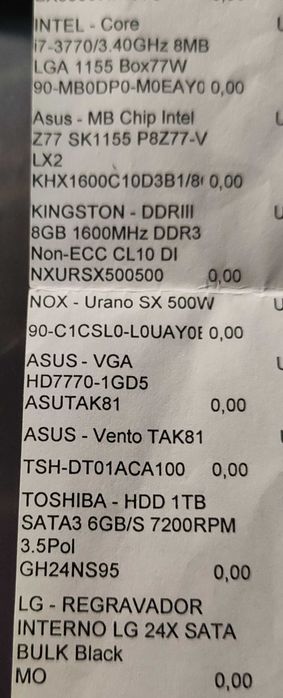 INTEL - Core
i7-3770/3.40GHz 8MB
LGA 1155 Box77W
90-MB0DP0-M0EAY0 0,00
Asus - MB Chip Intel
Z77 SK1155 P8Z77-V
LX2
KHX1600C10D3B1/8 0,00
KINGSTON - DDRIII
8GB 1600MHz DDR3
Non-ECC CL10 DI
NXURSX500500 0,00
NOX - Urano SX 500W
90-C1CSL0-L0UAY0 0,00
ASUS - VGA
HD7770-1GD5
ASUTAK81 0,00
ASUS - Vento TAK81
TSH-DT01ACA100 0,00
TOSHIBA - HDD 1TB
SATA3 6GB/S 7200RPM
3.5Pol
GH24NS95 0,00
LG - REGRAVADOR
INTERNO LG 24X SATA
BULK Black
MO 0,00